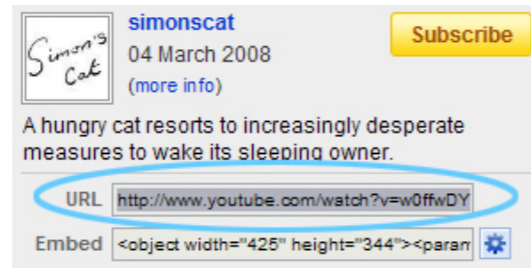 Simon's
Cat
simonscat
04 March 2008
(more info)
Subscribe
A hungry cat resorts to increasingly desperate
measures to wake its sleeping owner.
URL http://www.youtube.com/watch?v=w0ffwDY
Embed <object width="425" height="344"><param